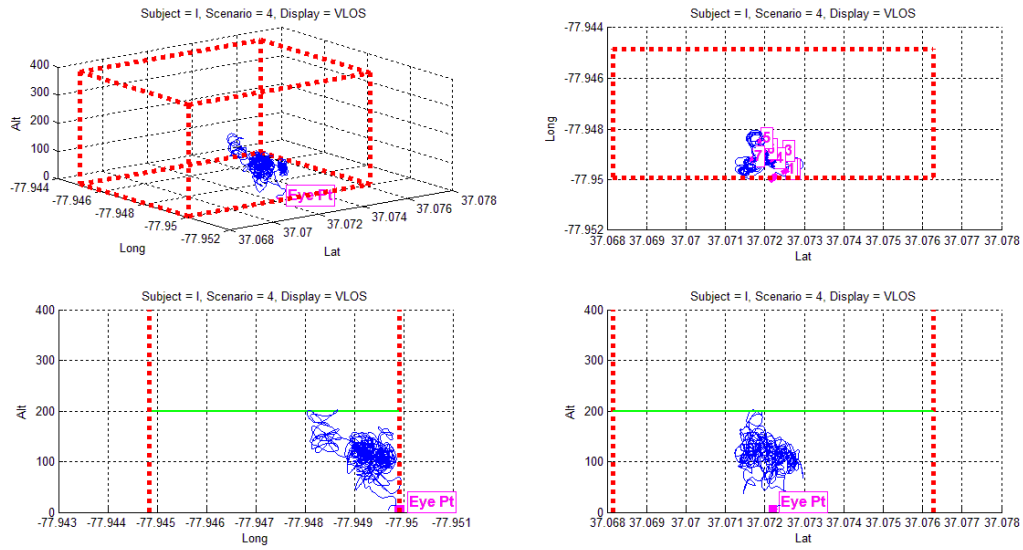 Subject = I, Scenario = 4, Display = VLOS
400
300
200
100
0
Alt
-77.944
-77.946
-77.948
-77.95
-77.952
Long
37.068
37.07
37.072
37.074
37.076
37.078
Lat
Eye Pt
Subject = I, Scenario = 4, Display = VLOS
-77.944
-77.946
-77.948
-77.95
-77.952
Long
5
3
7
4
1
37.068 37.069 37.07 37.071 37.072 37.073 37.074 37.075 37.076 37.077 37.078
Lat
Subject = I, Scenario = 4, Display = VLOS
400
300
200
100
0
Alt
Eye Pt
-77.943 -77.944 -77.945 -77.946 -77.947 -77.948 -77.949 -77.95 -77.951
Long
Subject = I, Scenario = 4, Display = VLOS
400
300
200
100
0
Alt
Eye Pt
37.068 37.069 37.07 37.071 37.072 37.073 37.074 37.075 37.076 37.077 37.078
Lat